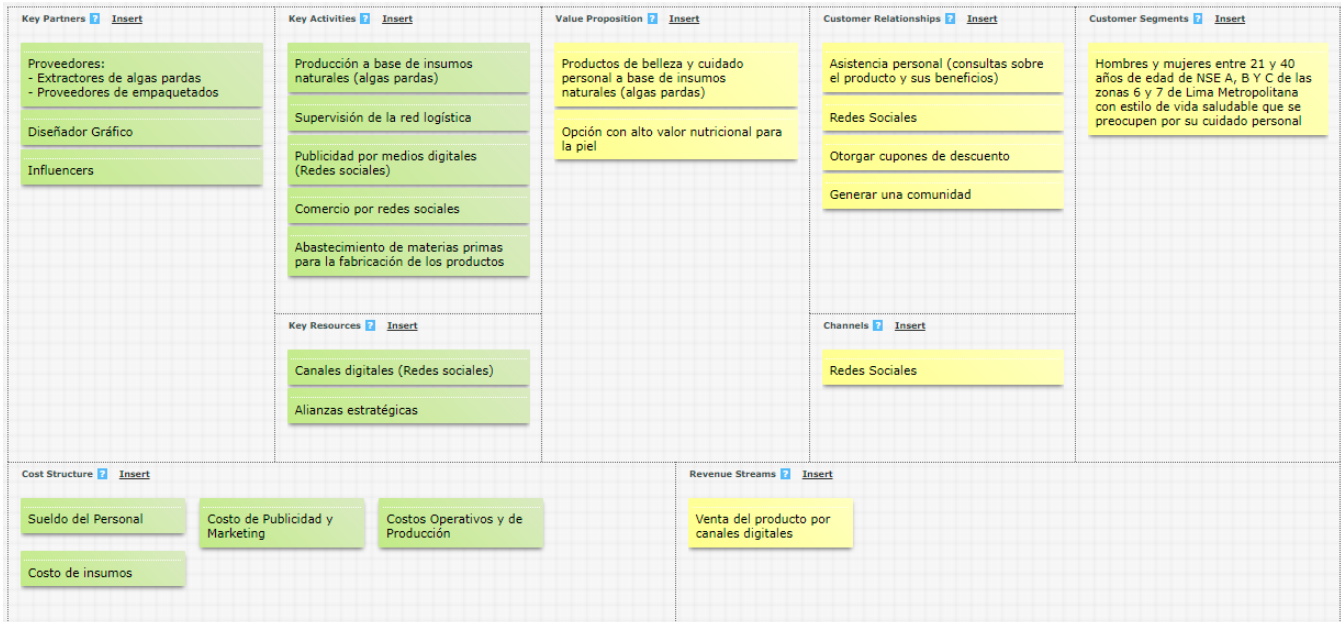 Key Partners ? Insert
Proveedores:
- Extractores de algas pardas
- Proveedores de empaquetados
Diseñador Gráfico
Influencers
Key Activities ? Insert
Producción a base de insumos
naturales (algas pardas)
Supervisión de la red logística
Publicidad por medios digitales
(Redes sociales)
Comercio por redes sociales
Abastecimiento de materias primas
para la fabricación de los productos
Key Resources ? Insert
Canales digitales (Redes sociales)
Alianzas estratégicas
Value Proposition ? Insert
Productos de belleza y cuidado
personal a base de insumos
naturales (algas pardas)
Opción con alto valor nutricional para
la piel
Customer Relationships ? Insert
Asistencia personal (consultas sobre
el producto y sus beneficios)
Redes Sociales
Otorgar cupones de descuento
Generar una comunidad
Channels ? Insert
Redes Sociales
Customer Segments ? Insert
Hombres y mujeres entre 21 y 40
años de edad de NSE A, B Y C de las
zonas 6 y 7 de Lima Metropolitana
con estilo de vida saludable que se
preocupen por su cuidado personal
Cost Structure ? Insert
Sueldo del Personal
Costo de Publicidad y
Marketing
Costos Operativos y de
Producción
Costo de insumos
Revenue Streams ? Insert
Venta del producto por
canales digitales